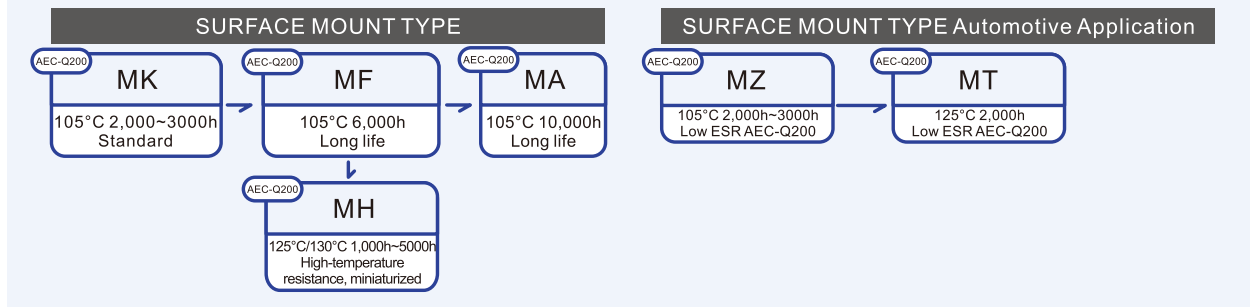 SURFACE MOUNT TYPE
AEC-Q200
MK
105°C 2,000~3000h
Standard
AEC-Q200
MF
105°C 6,000h
Long life
AEC-Q200
MA
105°C 10,000h
Long life
AEC-Q200
MH
125°C/130°C 1,000h~5000h
High-temperature
resistance, miniaturized
SURFACE MOUNT TYPE Automotive Application
AEC-Q200
MZ
105°C 2,000h~3000h
Low ESR AEC-Q200
AEC-Q200
MT
125°C 2,000h
Low ESR AEC-Q200